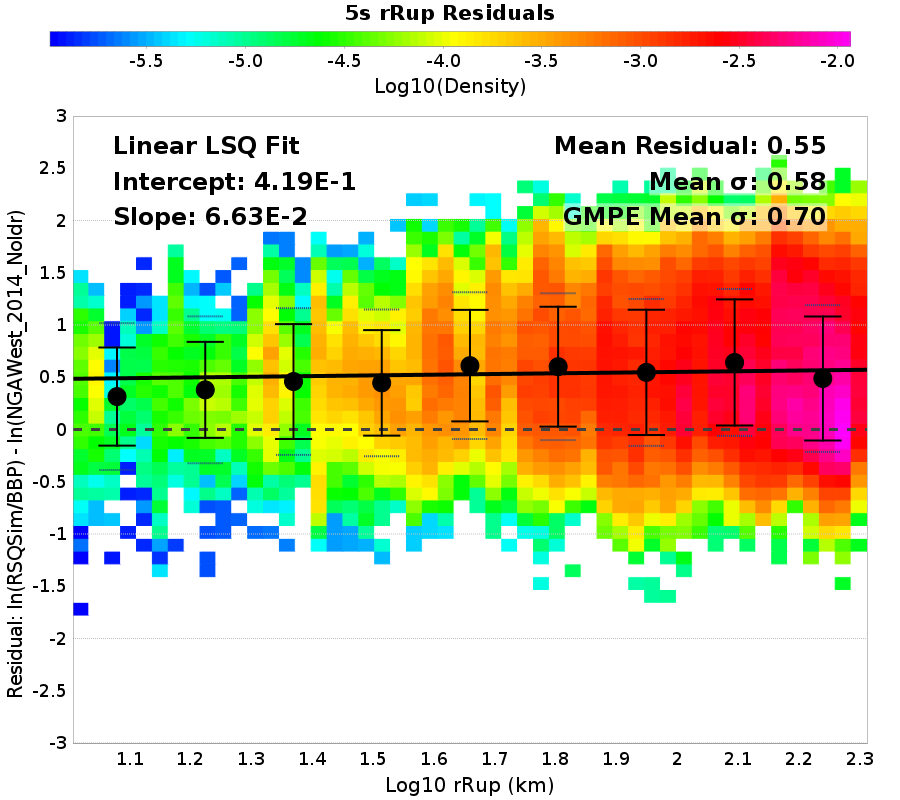 5s rRup Residuals
-5.5 -5.0 -4.5 -4.0 -3.5 -3.0 -2.5 -2.0
Log10(Density)
Linear LSQ Fit
Intercept: 4.19E-1
Slope: 6.63E-2
Mean Residual: 0.55
Mean σ: 0.58
GMPE Mean σ: 0.70
Residual: ln(RSQSim/BBP) - ln(NGAWest_2014_NoIdr)
3
2.5
2
1.5
1
0.5
0
-0.5
-1
-1.5
-2
-2.5
-3
1.1 1.2 1.3 1.4 1.5 1.6 1.7 1.8 1.9 2 2.1 2.2 2.3
Log10 rRup (km)